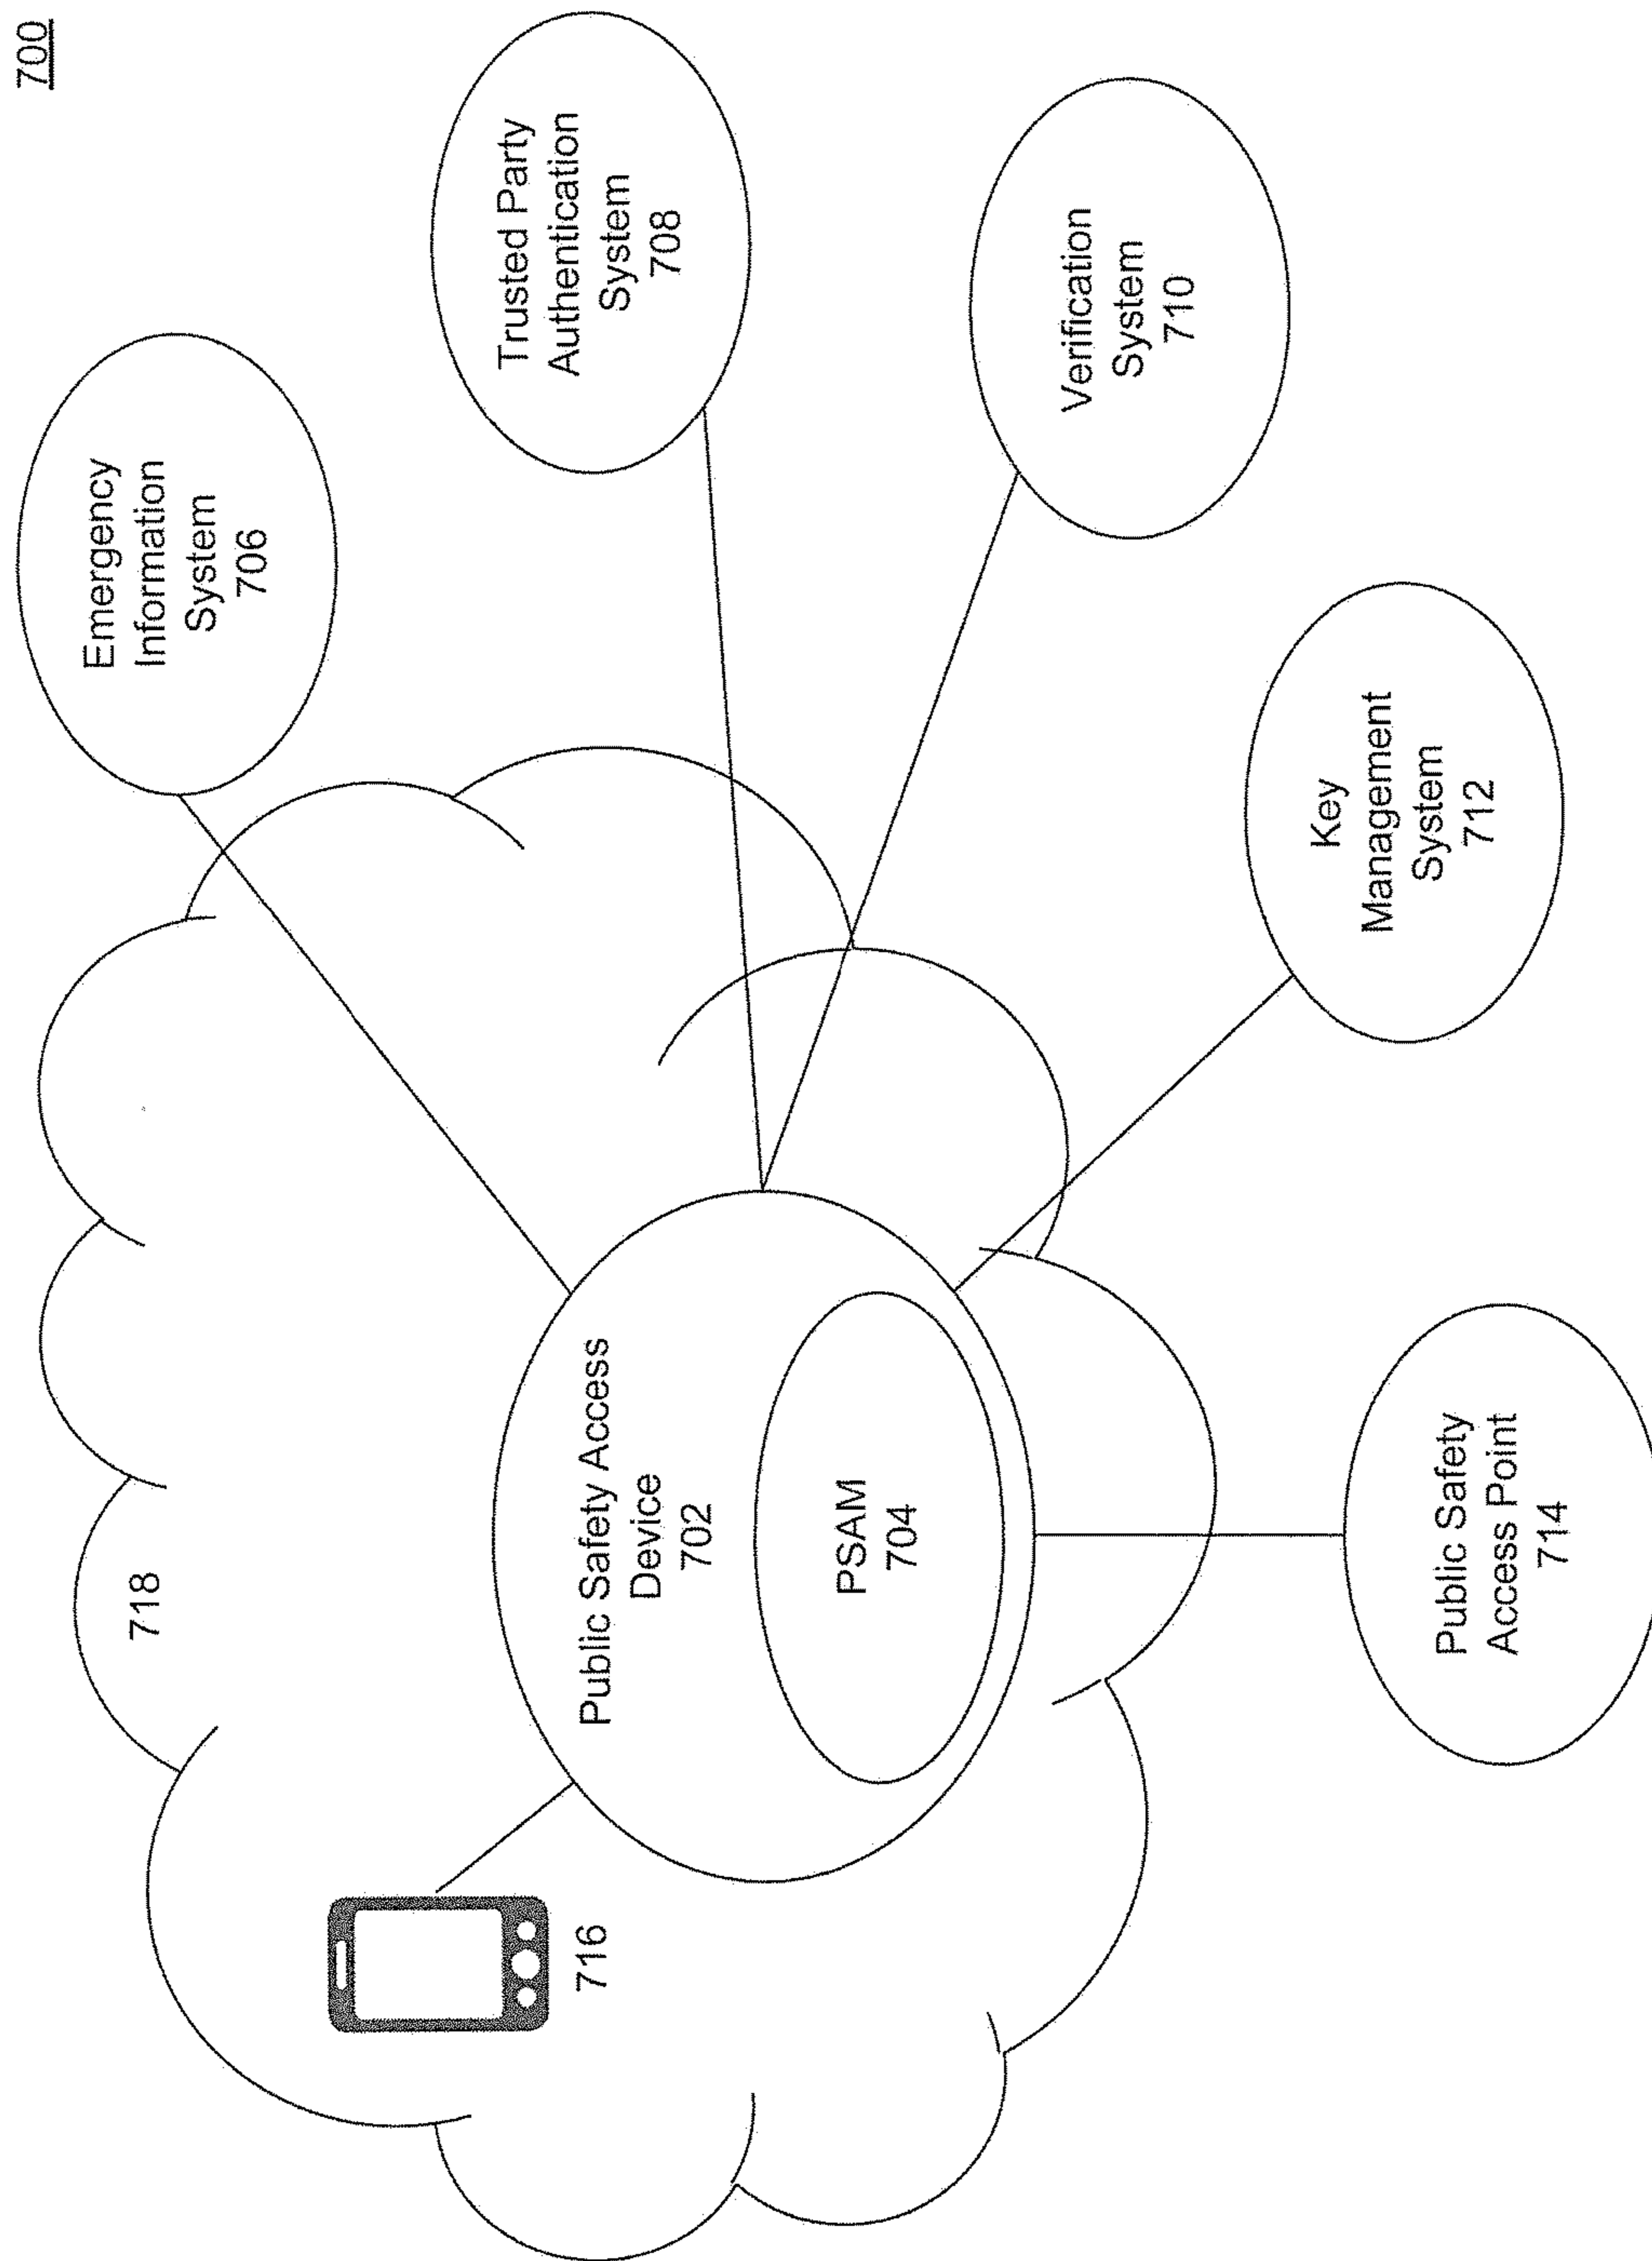 700
Emergency
Information
System
706
Trusted Party
Authentication
System
708
Verification
System
710
Key
Management
System
712
Public Safety
Access Point
714
Public Safety Access
Device
702
PSAM
704
716
718